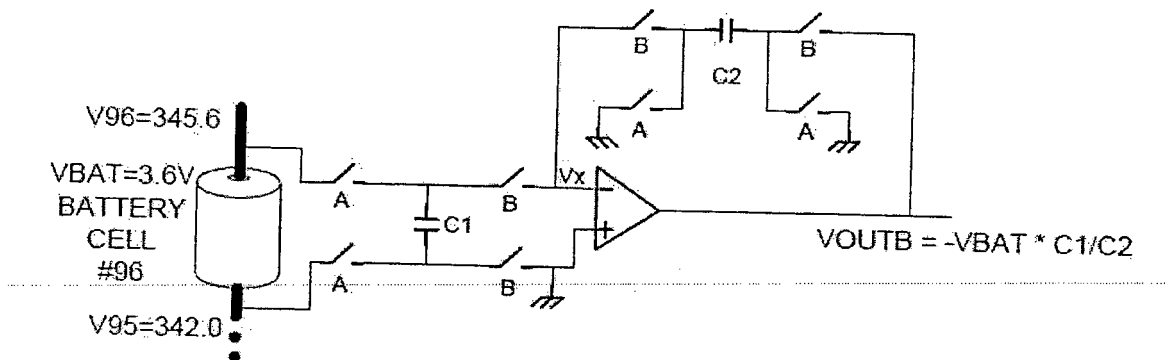 B
C2
B
A
A
V96=345.6
VBAT=3.6V
BATTERY
CELL
#96
V95=342.0
A
A
C1
B
B
Vx
VOUTB = -VBAT * C1/C2